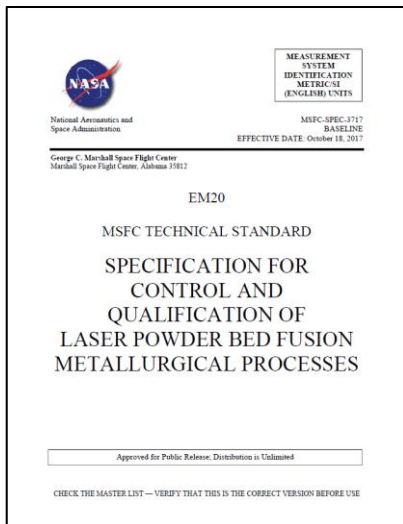 NASA
MEASUREMENT
SYSTEM
IDENTIFICATION
METRIC/SI
(ENGLISH) UNITS
National Aeronautics and
Space Administration
MSFC-SPEC-3717
BASELINE
EFFECTIVE DATE: October 18, 2017
George C. Marshall Space Flight Center
Marshall Space Flight Center, Alabama 35812
EM20
MSFC TECHNICAL STANDARD
SPECIFICATION FOR
CONTROL AND
QUALIFICATION OF
LASER POWDER BED FUSION
METALLURGICAL PROCESSES
Approved for Public Release; Distribution is Unlimited
CHECK THE MASTER LIST — VERIFY THAT THIS IS THE CORRECT VERSION BEFORE USE